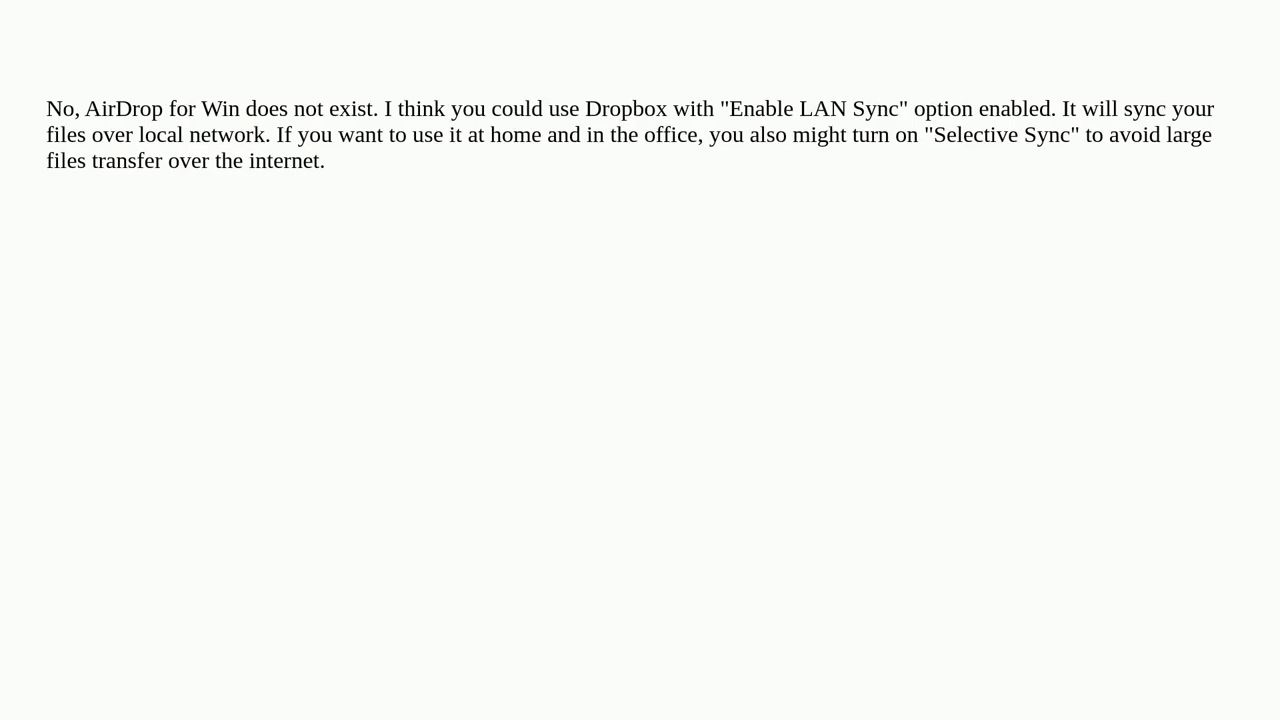 No, AirDrop for Win does not exist. I think you could use Dropbox with "Enable LAN Sync" option enabled. It will sync your
files over local network. If you want to use it at home and in the office, you also might turn on "Selective Sync" to avoid large
files transfer over the internet.